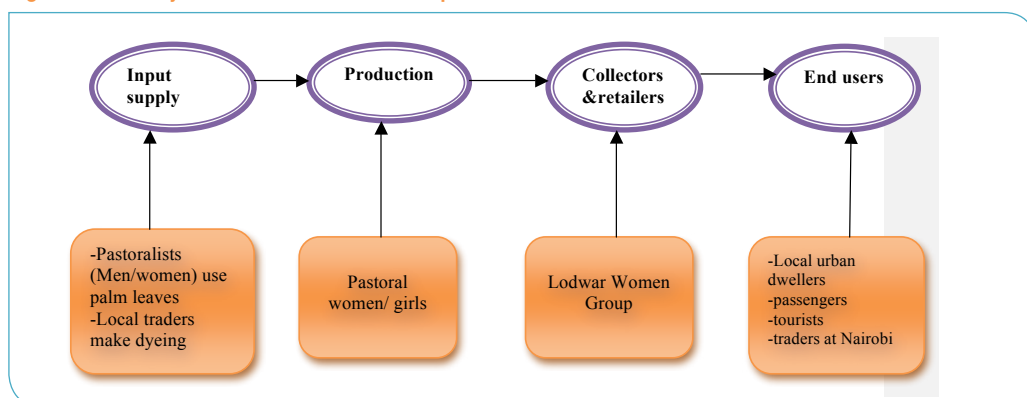 Input
supply
Production
Collectors
&retailers
End users
-Pastoralists
(Men/women) use
palm leaves
-Local traders
make dyeing
Pastoral
women/ girls
Lodwar Women
Group
-Local urban
dwellers
-passengers
-tourists
-traders at Nairobi